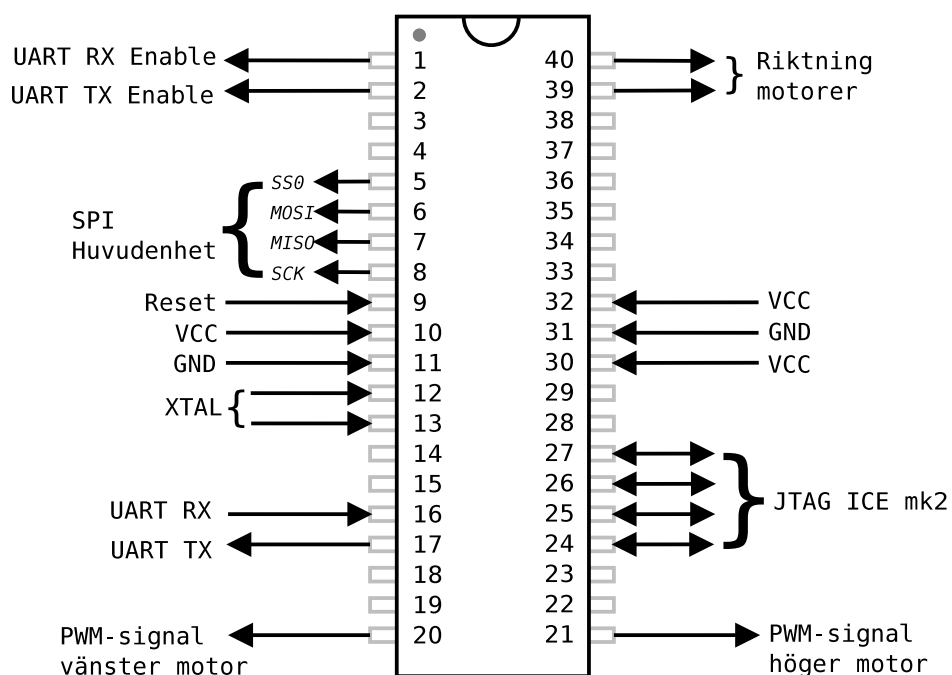 UART RX Enable
UART TX Enable
SPI
Huvudenhet
SS0
MOSI
MISO
SCK
Reset
VCC
GND
XTAL
UART RX
UART TX
PWM-signal
vänster motor
1
2
3
4
5
6
7
8
9
10
11
12
13
14
15
16
17
18
19
20
40
39
38
37
36
35
34
33
32
31
30
29
28
27
26
25
24
23
22
21
Riktning
motorer
VCC
GND
VCC
JTAG ICE mk2
PWM-signal
höger motor